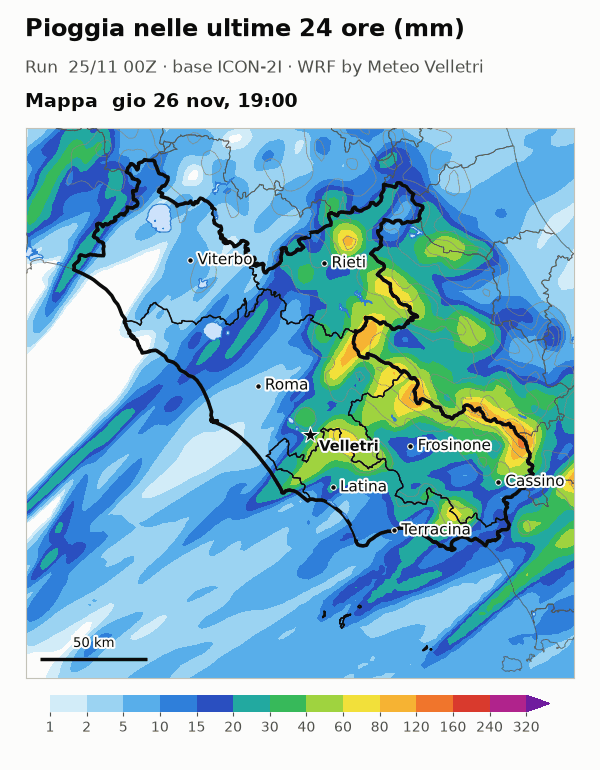 Pioggia nelle ultime 24 ore (mm)
Run  25/11 00Z · base ICON-2I · WRF by Meteo Velletri
Mappa  gio 26 nov, 19:00
Viterbo
Rieti
Roma
Velletri
Frosinone
Latina
Cassino
Terracina
50 km
1 2 5 10 15 20 30 40 60 80 120 160 240 320